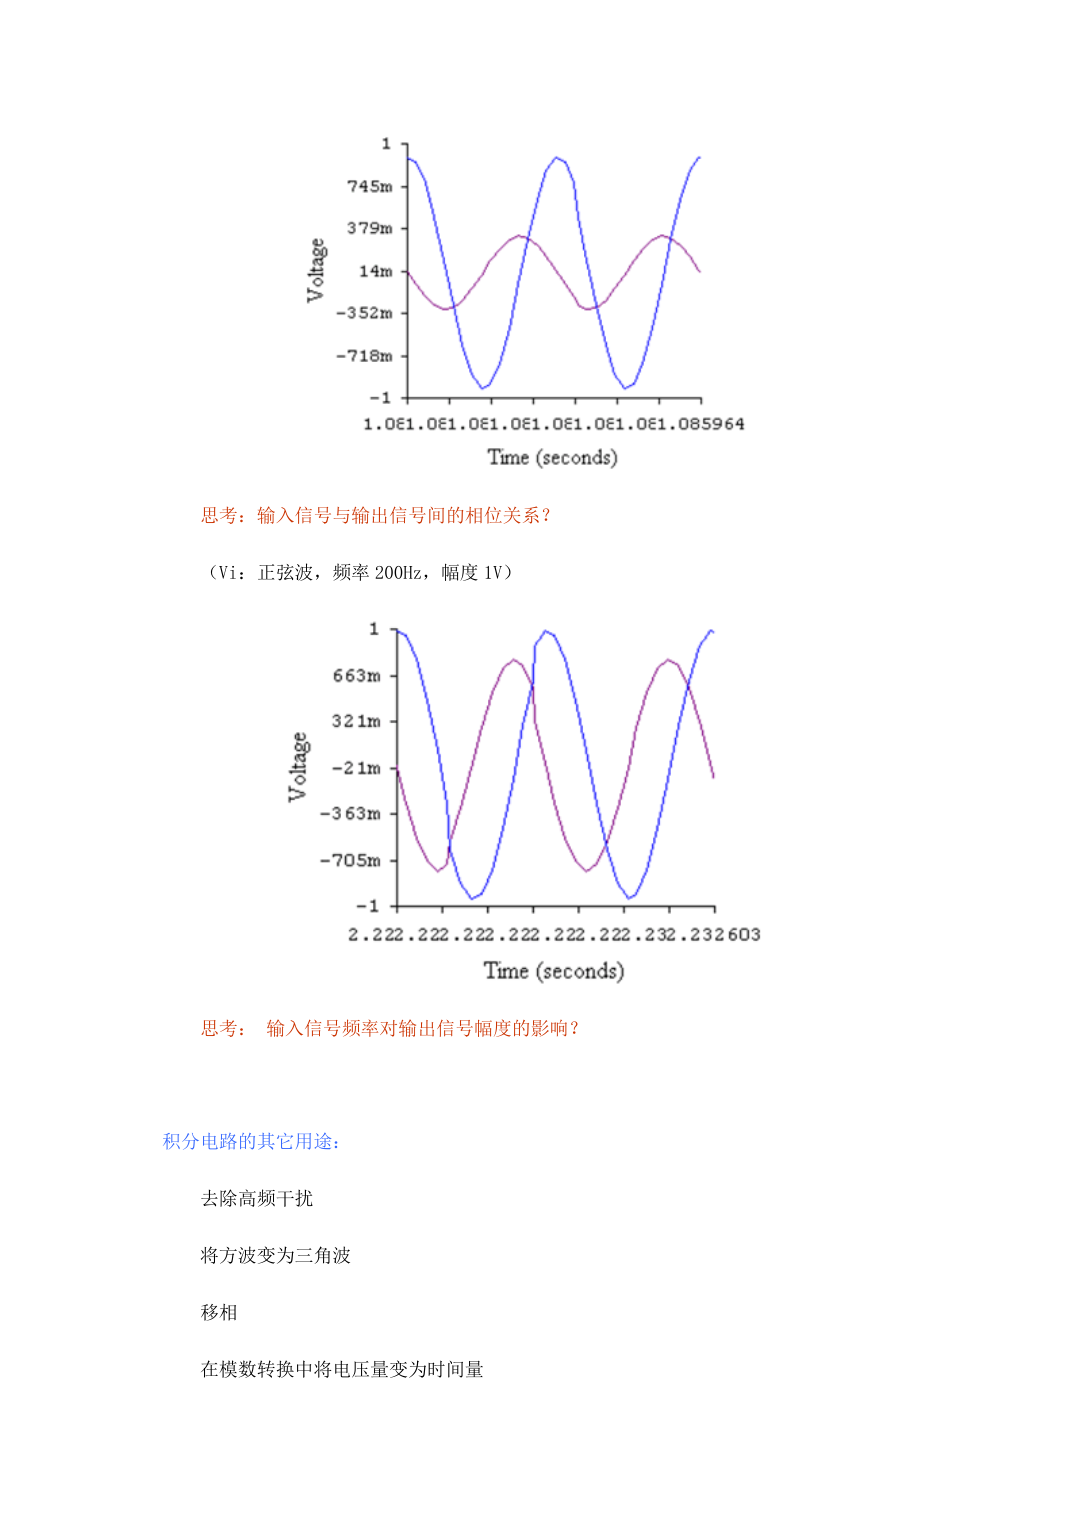 1
745m
379m
14m
-352m
-718m
-1
Voltage
1.0E1.0E1.0E1.0E1.0E1.0E1.0E1.085964
Time (seconds)
思考：输入信号与输出信号间的相位关系？
（Vi：正弦波，频率 200Hz，幅度 1V）
1
663m
321m
-21m
-363m
-705m
-1
Voltage
2.222.222.222.222.222.222.232.232603
Time (seconds)
思考： 输入信号频率对输出信号幅度的影响？
积分电路的其它用途：
去除高频干扰
将方波变为三角波
移相
在模数转换中将电压量变为时间量